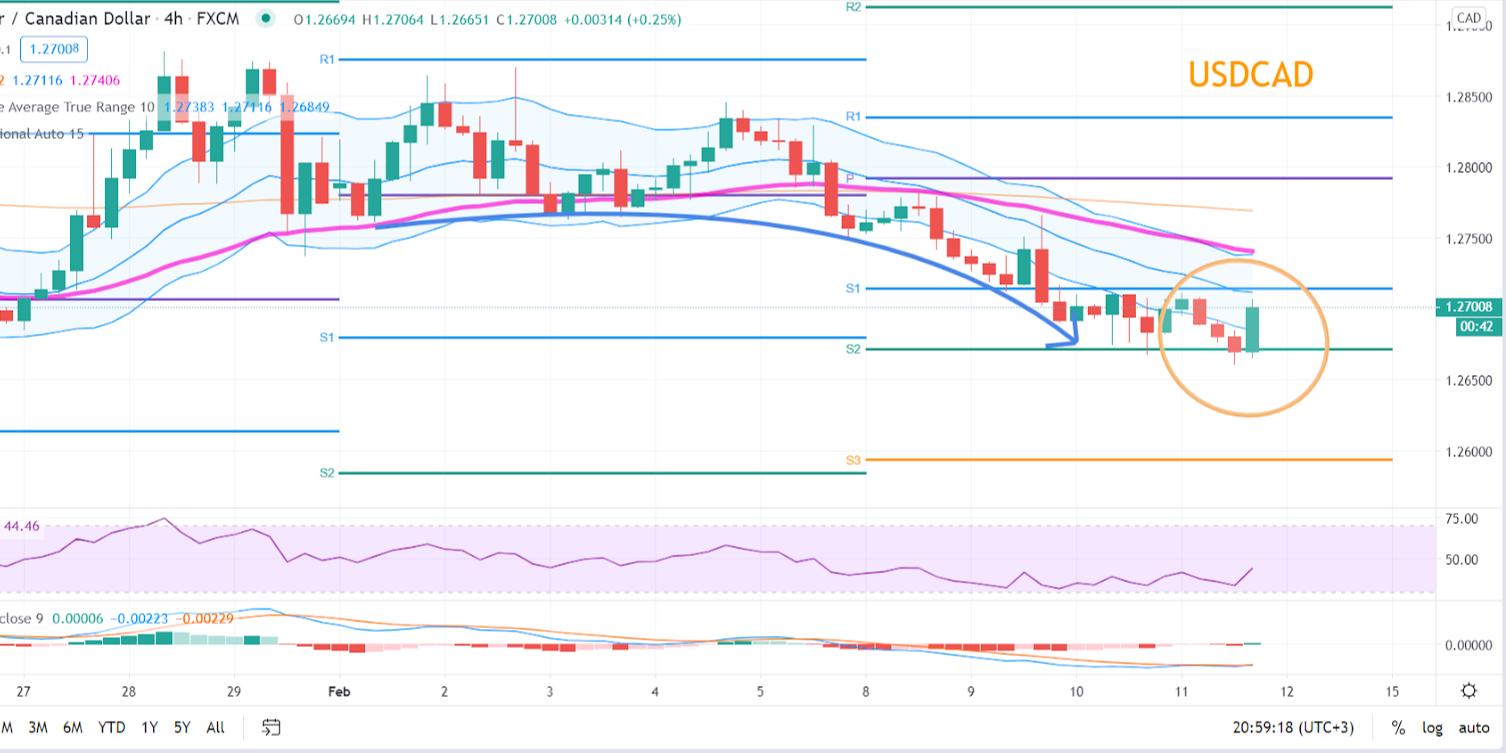 r / Canadian Dollar · 4h · FXCM O1.26694 H1.27064 L1.26651 C1.27008 +0.00314 (+0.25%)
R2
CAD
.1 1.27008
R1
USDCAD
2 1.27116 1.27406
e Average True Range 10 1.27383 1.27116 1.26849
1.28500
R1
ional Auto 15
1.28000
P
1.27500
S1
1.27008
00:42
S1
S2
1.26500
1.26000
S3
S2
44.46
75.00
50.00
close 9 0.00006 −0.00223 −0.00229
0.00000
27 28 29 Feb 2 3 4 5 8 9 10 11 12 15
M 3M 6M YTD 1Y 5Y All 20:59:18 (UTC+3) % log auto